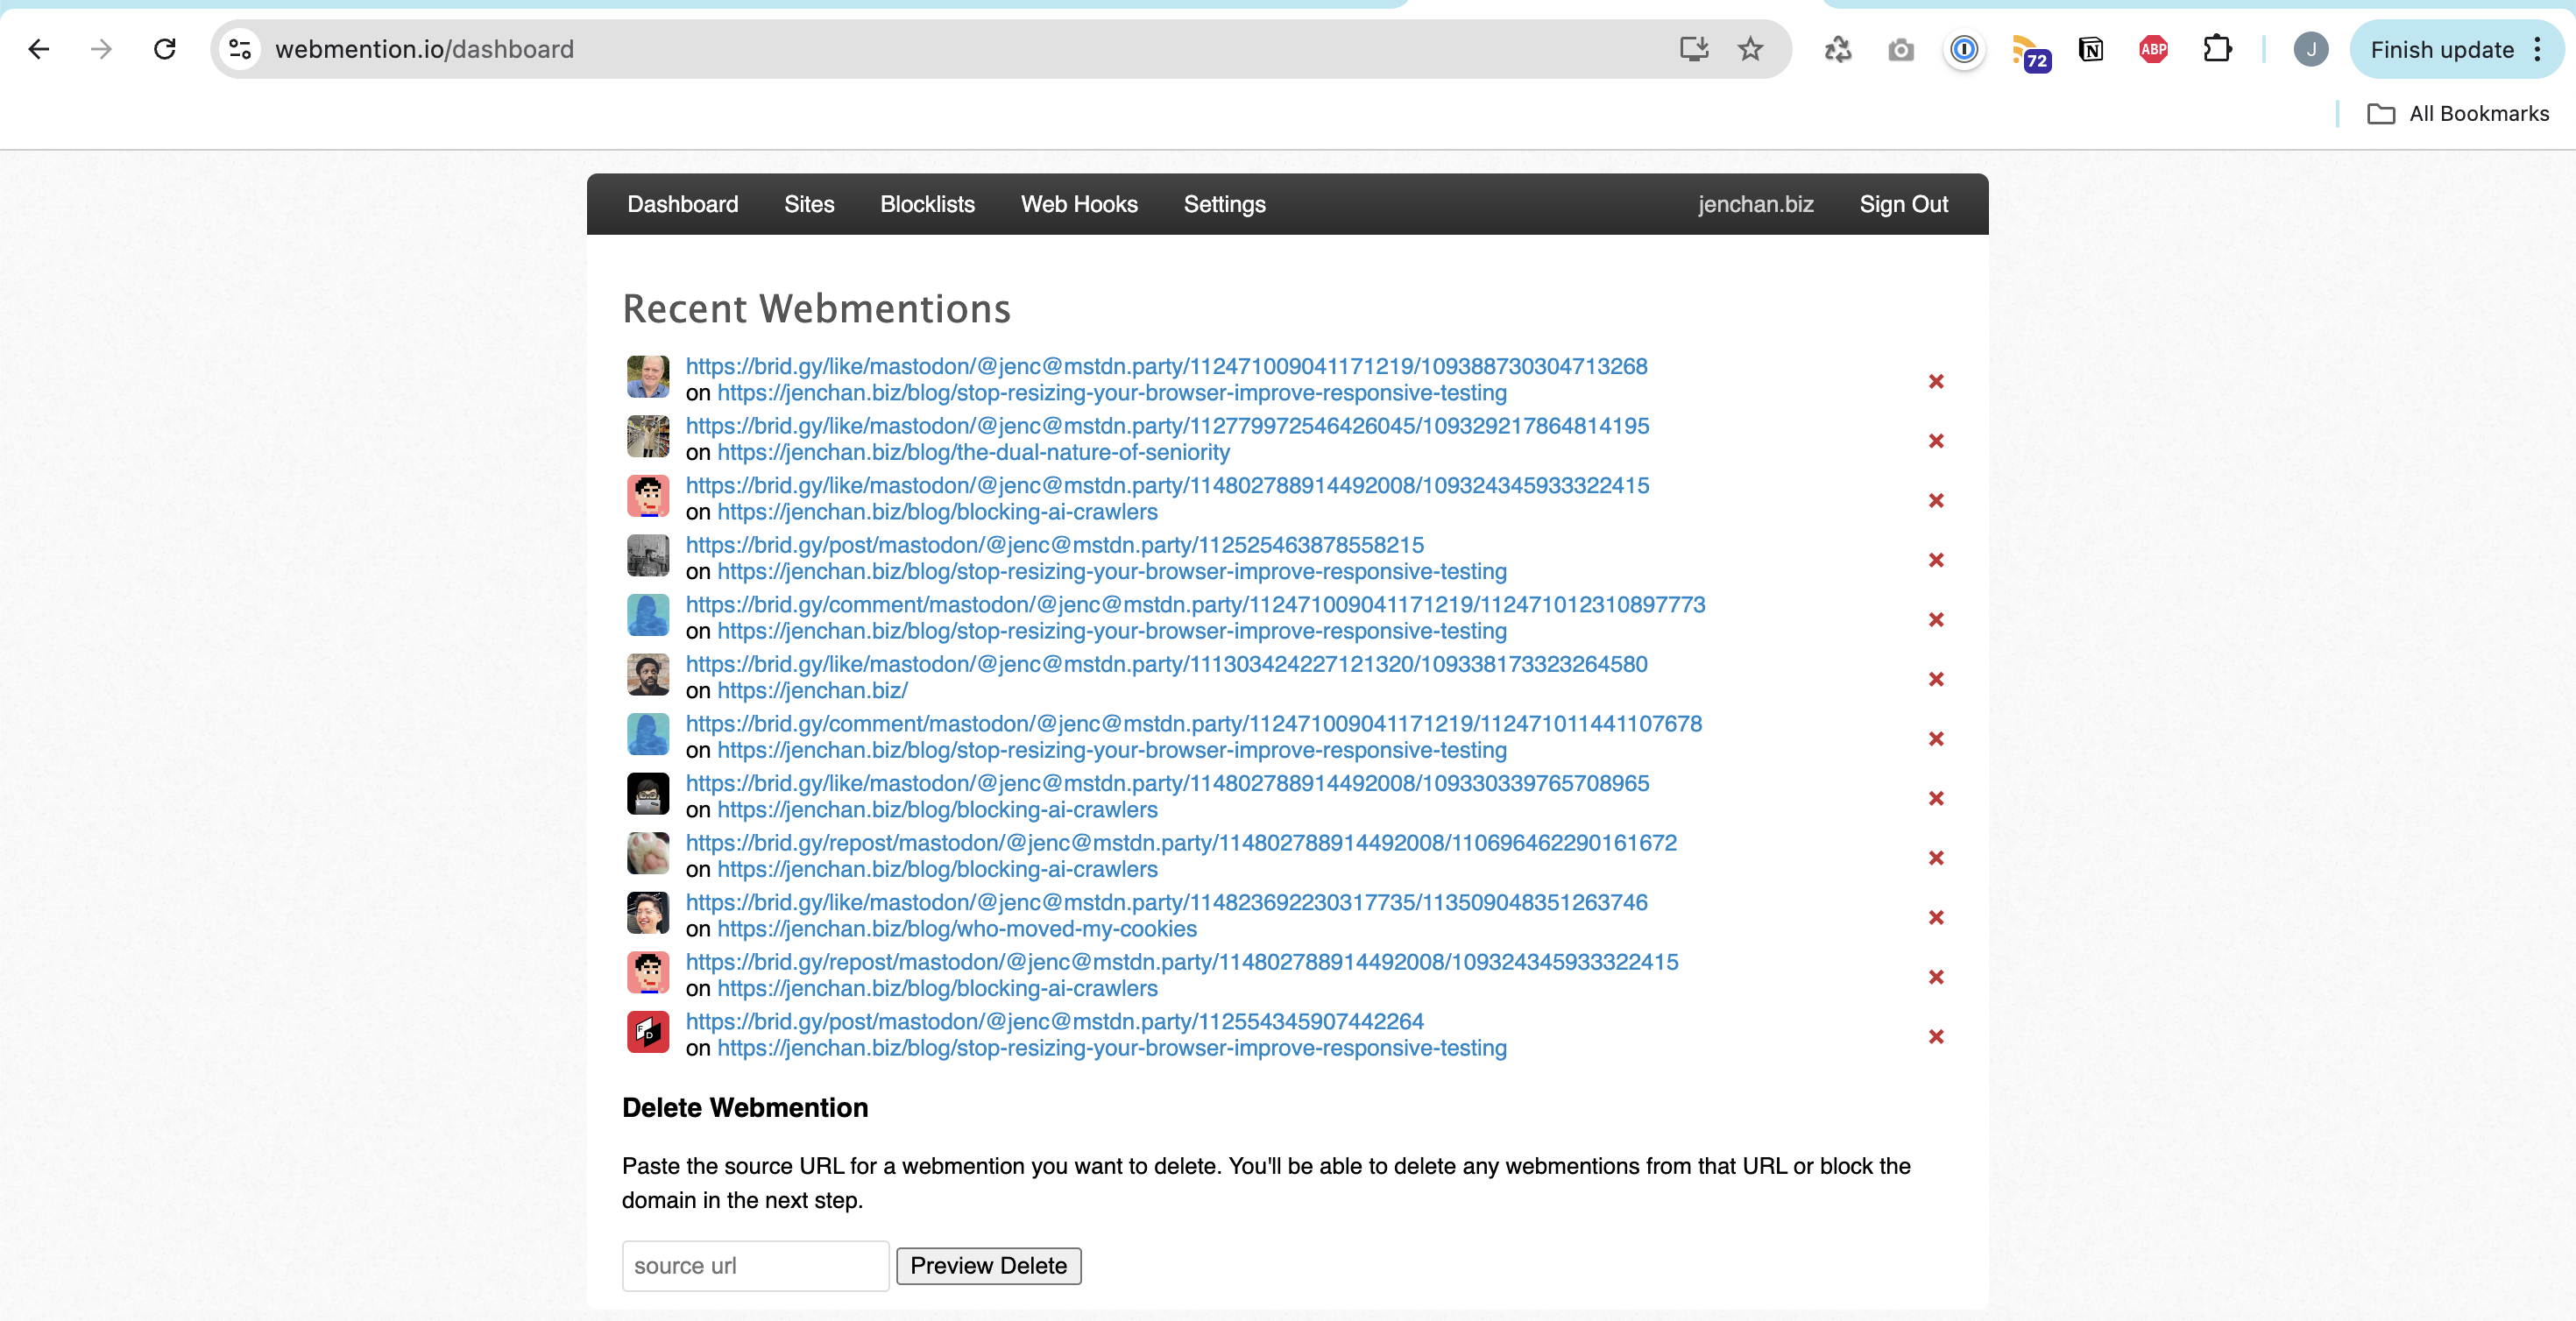 webmention.io/dashboard
72
N
ABP
J
Finish update
All Bookmarks
Dashboard
Sites
Blocklists
Web Hooks
Settings
jenchan.biz
Sign Out
Recent Webmentions
https://brid.gy/like/mastodon/@jenc@mstdn.party/112471009041171219/109388730304713268
on https://jenchan.biz/blog/stop-resizing-your-browser-improve-responsive-testing
https://brid.gy/like/mastodon/@jenc@mstdn.party/112779972546426045/109329217864814195
on https://jenchan.biz/blog/the-dual-nature-of-seniority
https://brid.gy/like/mastodon/@jenc@mstdn.party/114802788914492008/109324345933322415
on https://jenchan.biz/blog/blocking-ai-crawlers
https://brid.gy/post/mastodon/@jenc@mstdn.party/112525463878558215
on https://jenchan.biz/blog/stop-resizing-your-browser-improve-responsive-testing
https://brid.gy/comment/mastodon/@jenc@mstdn.party/112471009041171219/112471012310897773
on https://jenchan.biz/blog/stop-resizing-your-browser-improve-responsive-testing
https://brid.gy/like/mastodon/@jenc@mstdn.party/111303424227121320/109338173323264580
on https://jenchan.biz/
https://brid.gy/comment/mastodon/@jenc@mstdn.party/112471009041171219/112471011441107678
on https://jenchan.biz/blog/stop-resizing-your-browser-improve-responsive-testing
https://brid.gy/like/mastodon/@jenc@mstdn.party/114802788914492008/109330339765708965
on https://jenchan.biz/blog/blocking-ai-crawlers
https://brid.gy/repost/mastodon/@jenc@mstdn.party/114802788914492008/110696462290161672
on https://jenchan.biz/blog/blocking-ai-crawlers
https://brid.gy/like/mastodon/@jenc@mstdn.party/114823692230317735/113509048351263746
on https://jenchan.biz/blog/who-moved-my-cookies
https://brid.gy/repost/mastodon/@jenc@mstdn.party/114802788914492008/109324345933322415
on https://jenchan.biz/blog/blocking-ai-crawlers
F
D
https://brid.gy/post/mastodon/@jenc@mstdn.party/112554345907442264
on https://jenchan.biz/blog/stop-resizing-your-browser-improve-responsive-testing
Delete Webmention
Paste the source URL for a webmention you want to delete. You'll be able to delete any webmentions from that URL or block the
domain in the next step.
source url
Preview Delete